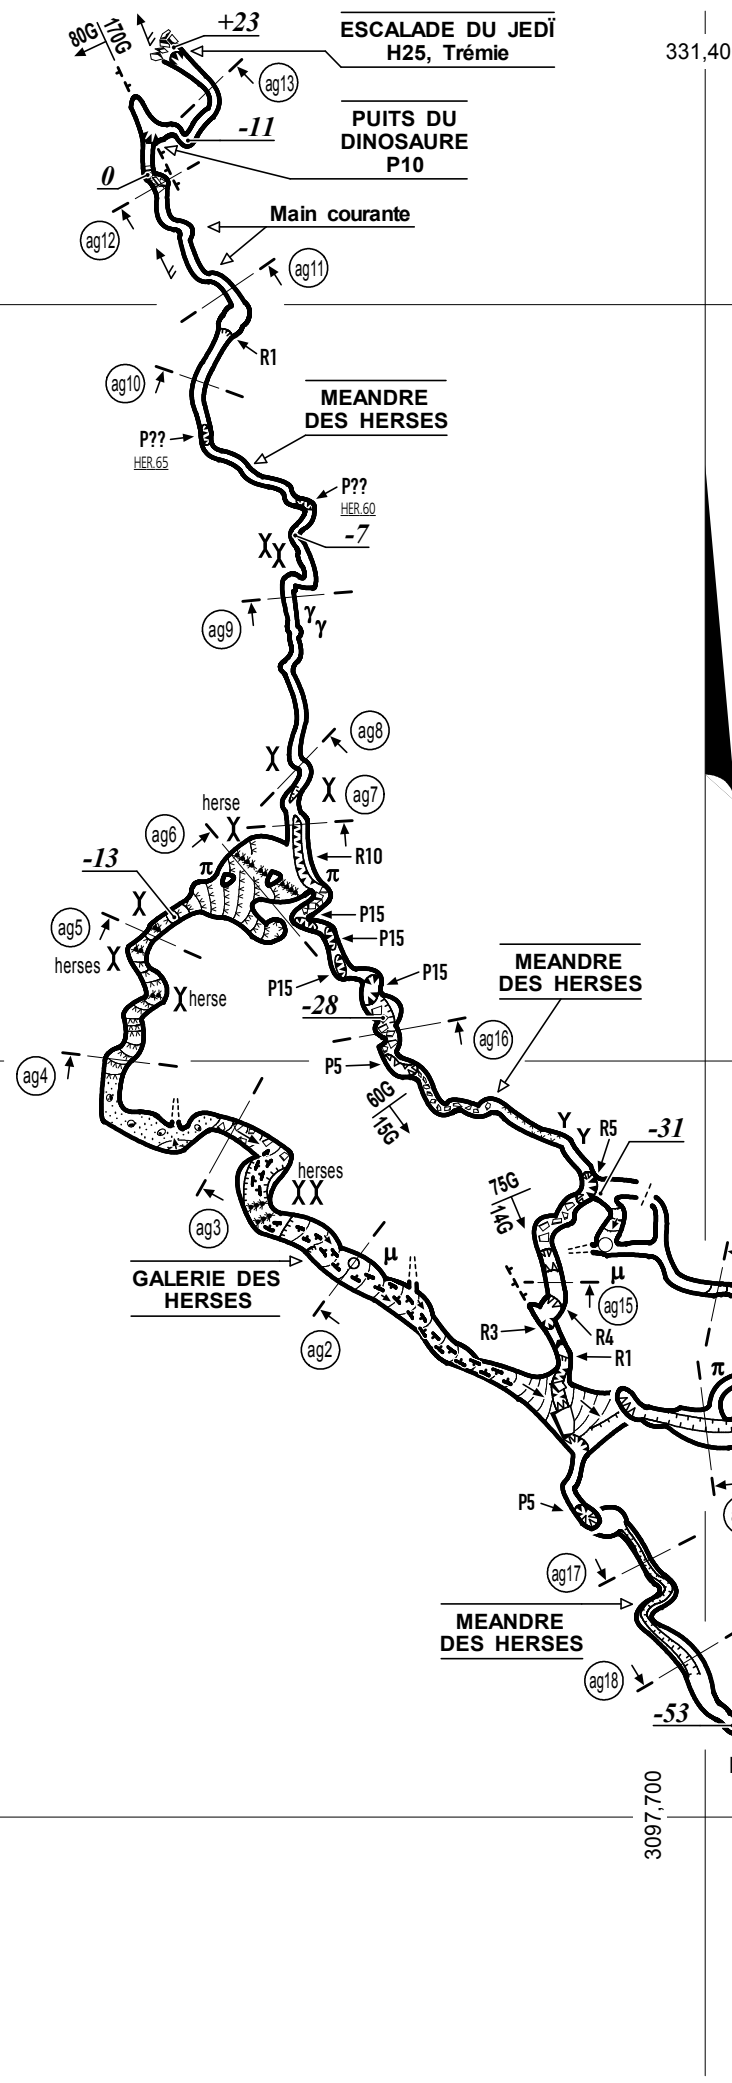 +23
ESCALADE DU JEDÏ
H25, Trémie
331,40
80G
170G
ag13
PUITS DU
DINOSAURE
P10
-11
0
Main courante
ag12
ag11
R1
ag10
MEANDRE
DES HERSES
P??
HER.65
P??
HER.60
-7
γ
γ
ag9
ag8
ag7
herse
ag6
R10
π
π
-13
P15
ag5
P15
herses
P15
P15
MEANDRE
DES HERSES
herse
-28
ag16
P5
ag4
60G
15G
R5
-31
herses
75G
14G
ag3
μ
GALERIE DES
HERSES
μ
ag15
ag2
R3
R4
R1
π
P5
ag17
MEANDRE
DES HERSES
ag18
-53
3097,700